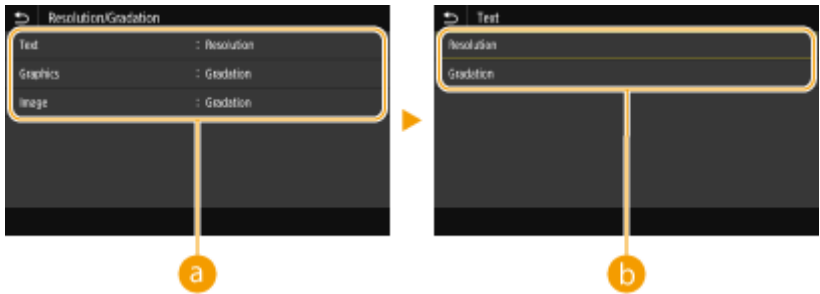 Resolution/Gradation
Text : Resolution
Graphics : Gradation
Image : Gradation
a
Text
Resolution
Gradation
b